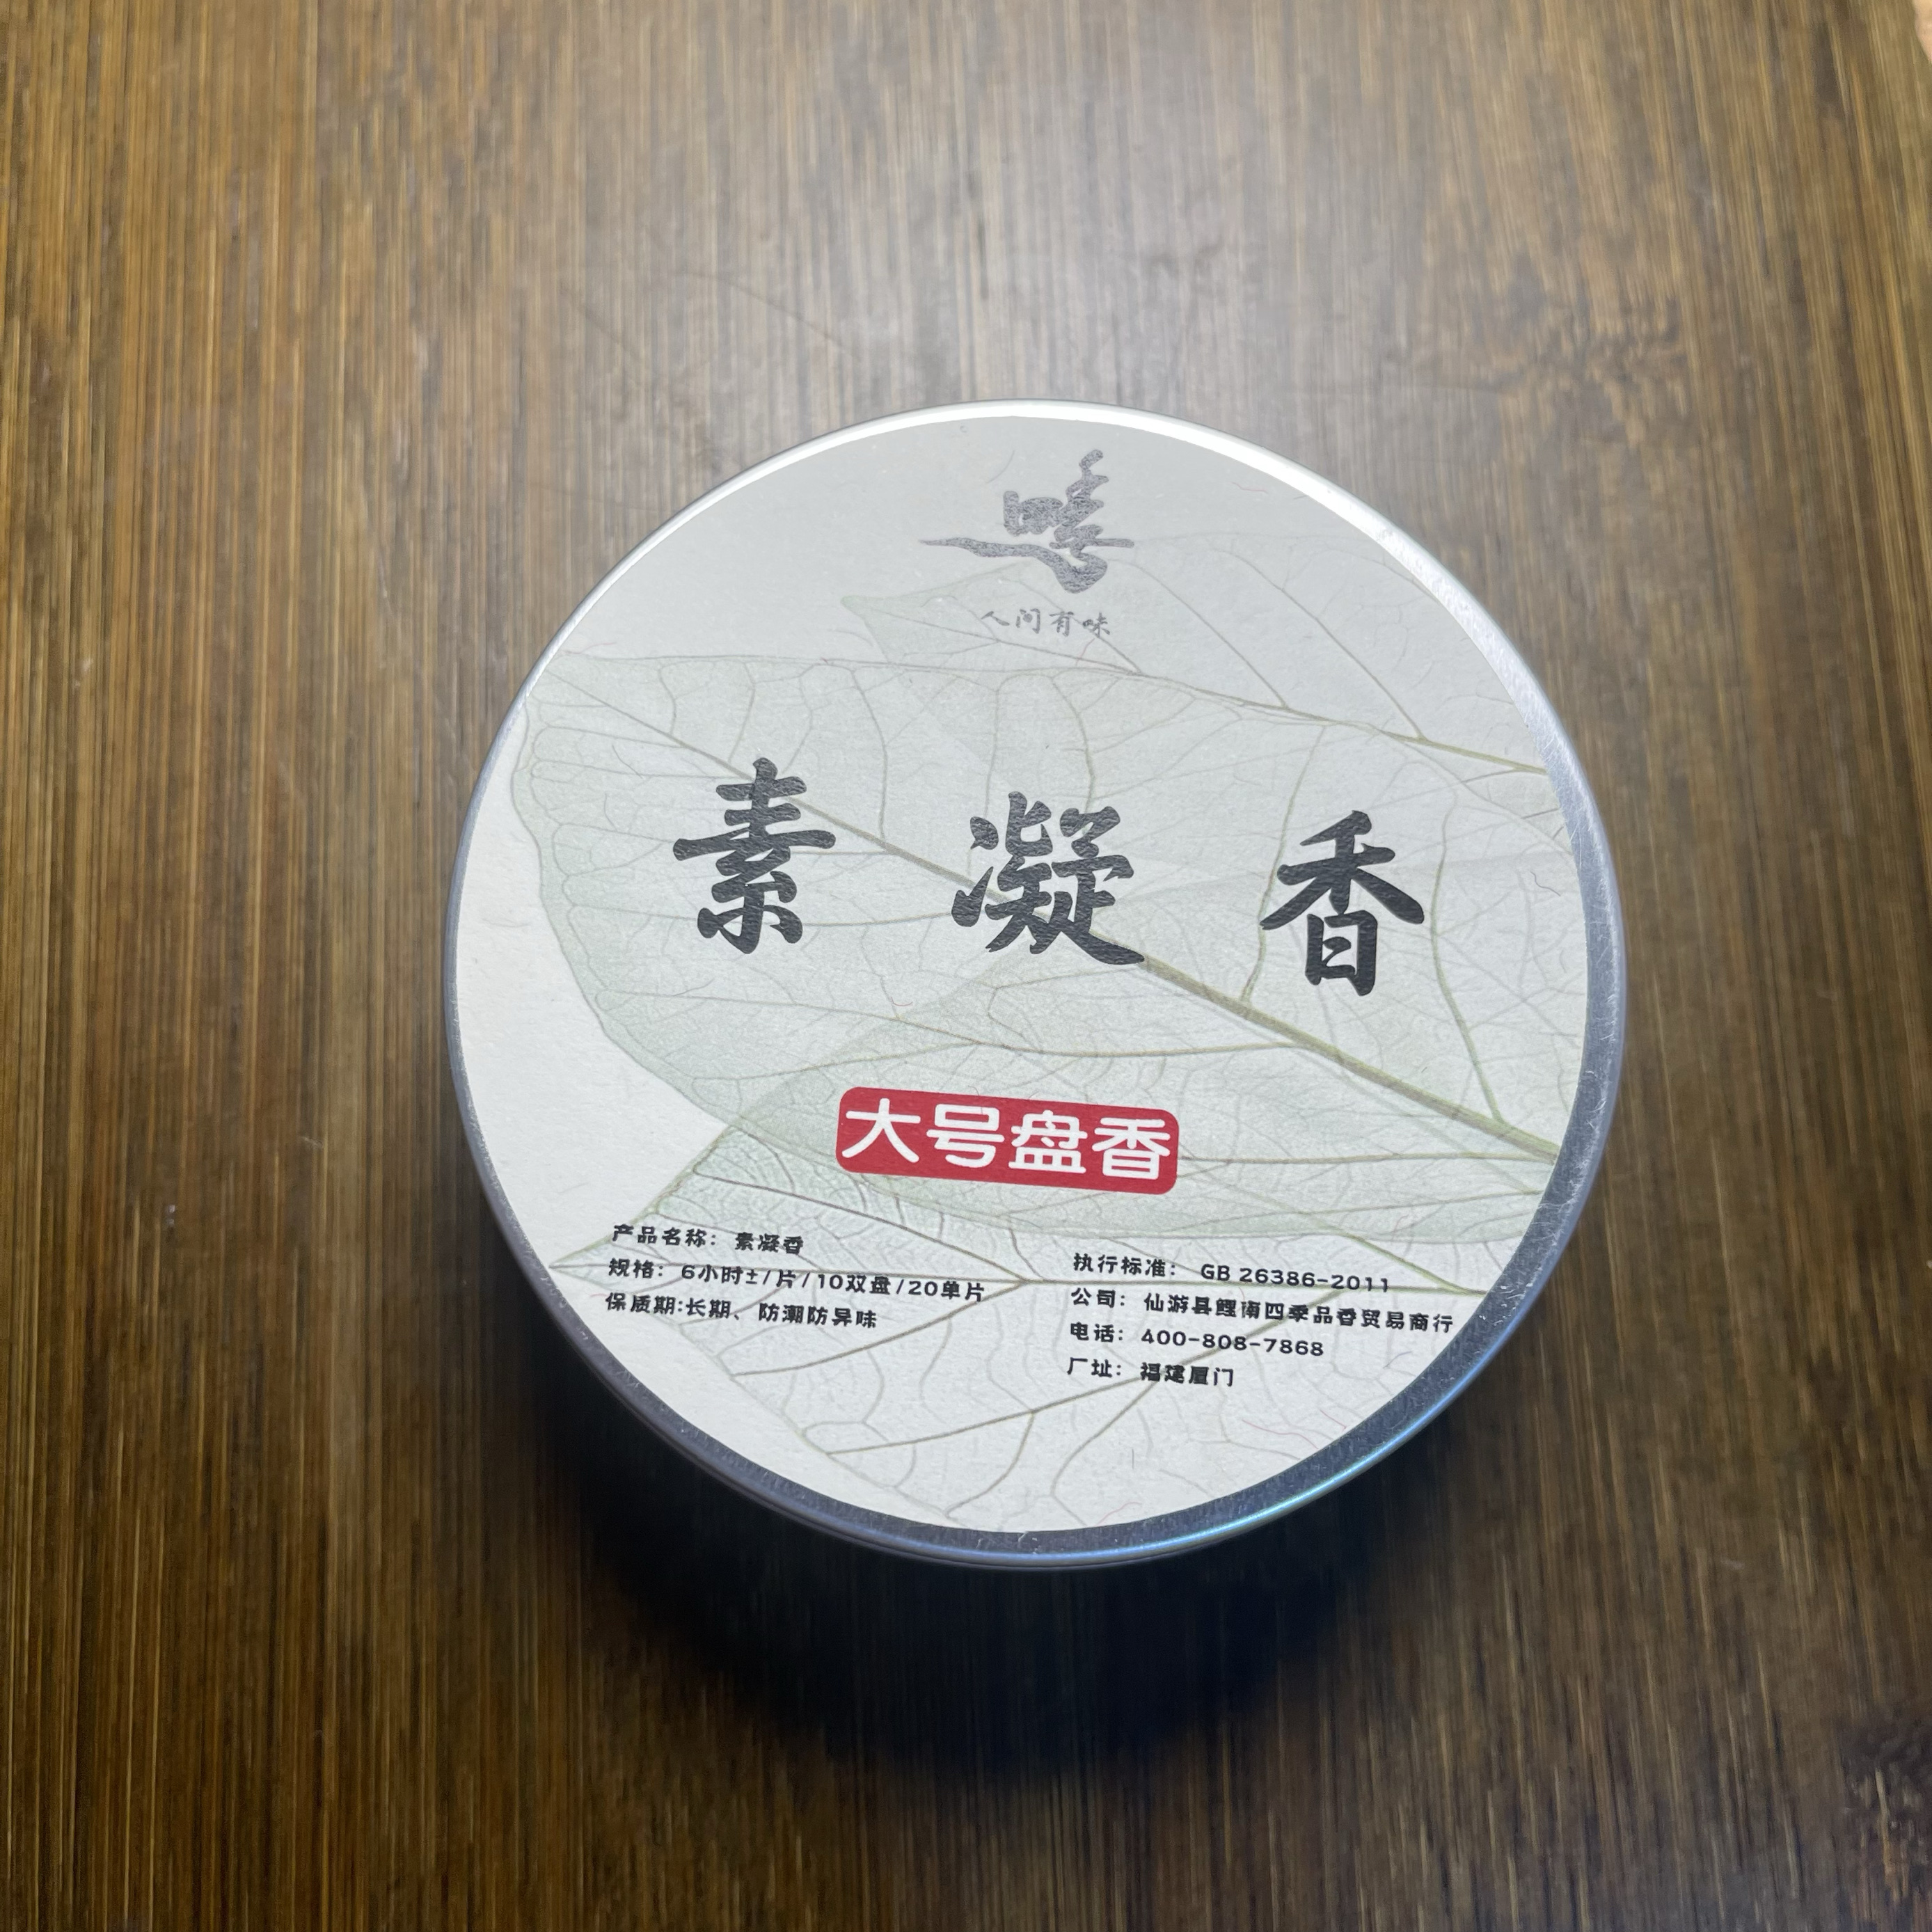 人间有味
素凝香
大号盘香
产品名称：素凝香
规格：6小时±/片/10双盘/20单片
保质期:长期、防潮防异味
执行标准：GB 26386-2011
公司：仙游县鲤南四季品香贸易商行
电话：400-808-7868
厂址：福建厦门